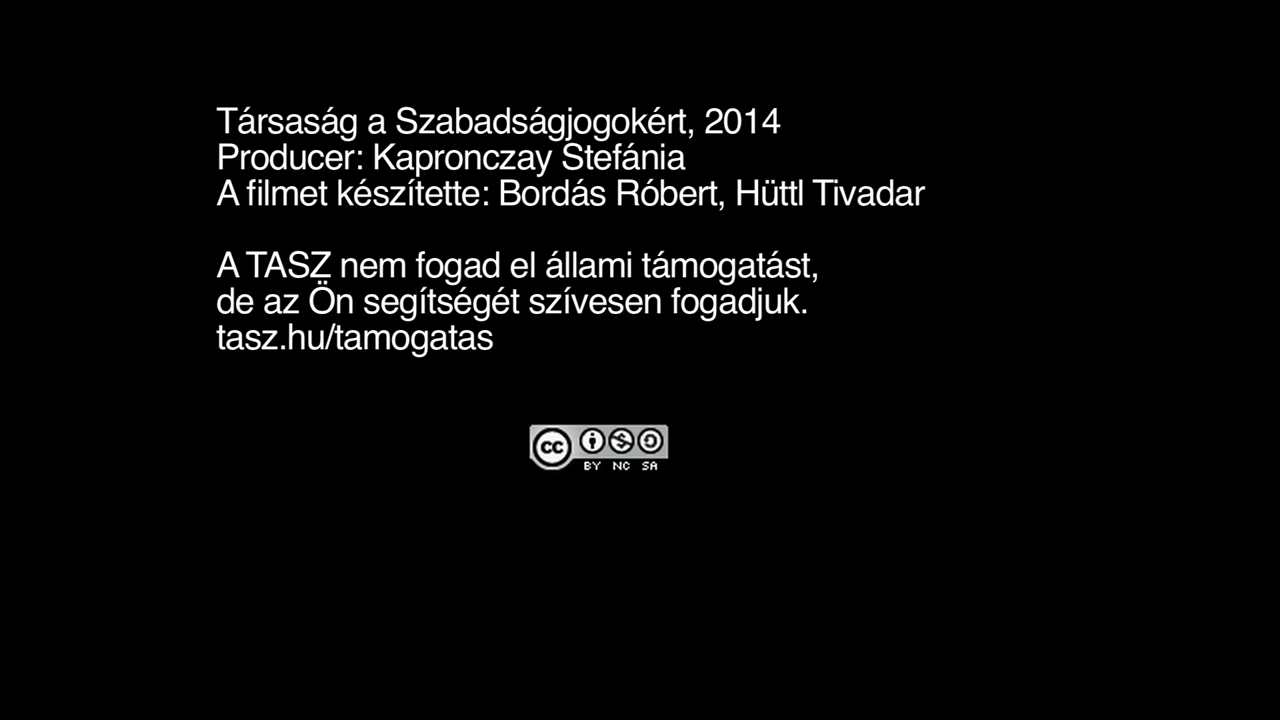 Társaság a Szabadságjogokért, 2014
Producer: Kapronczay Stefánia
A filmet készítette: Bordás Róbert, Hüttl Tivadar
A TASZ nem fogad el állami támogatást,
de az Ön segítségét szívesen fogadjuk.
tasz.hu/tamogatas
cc
BY NC SA